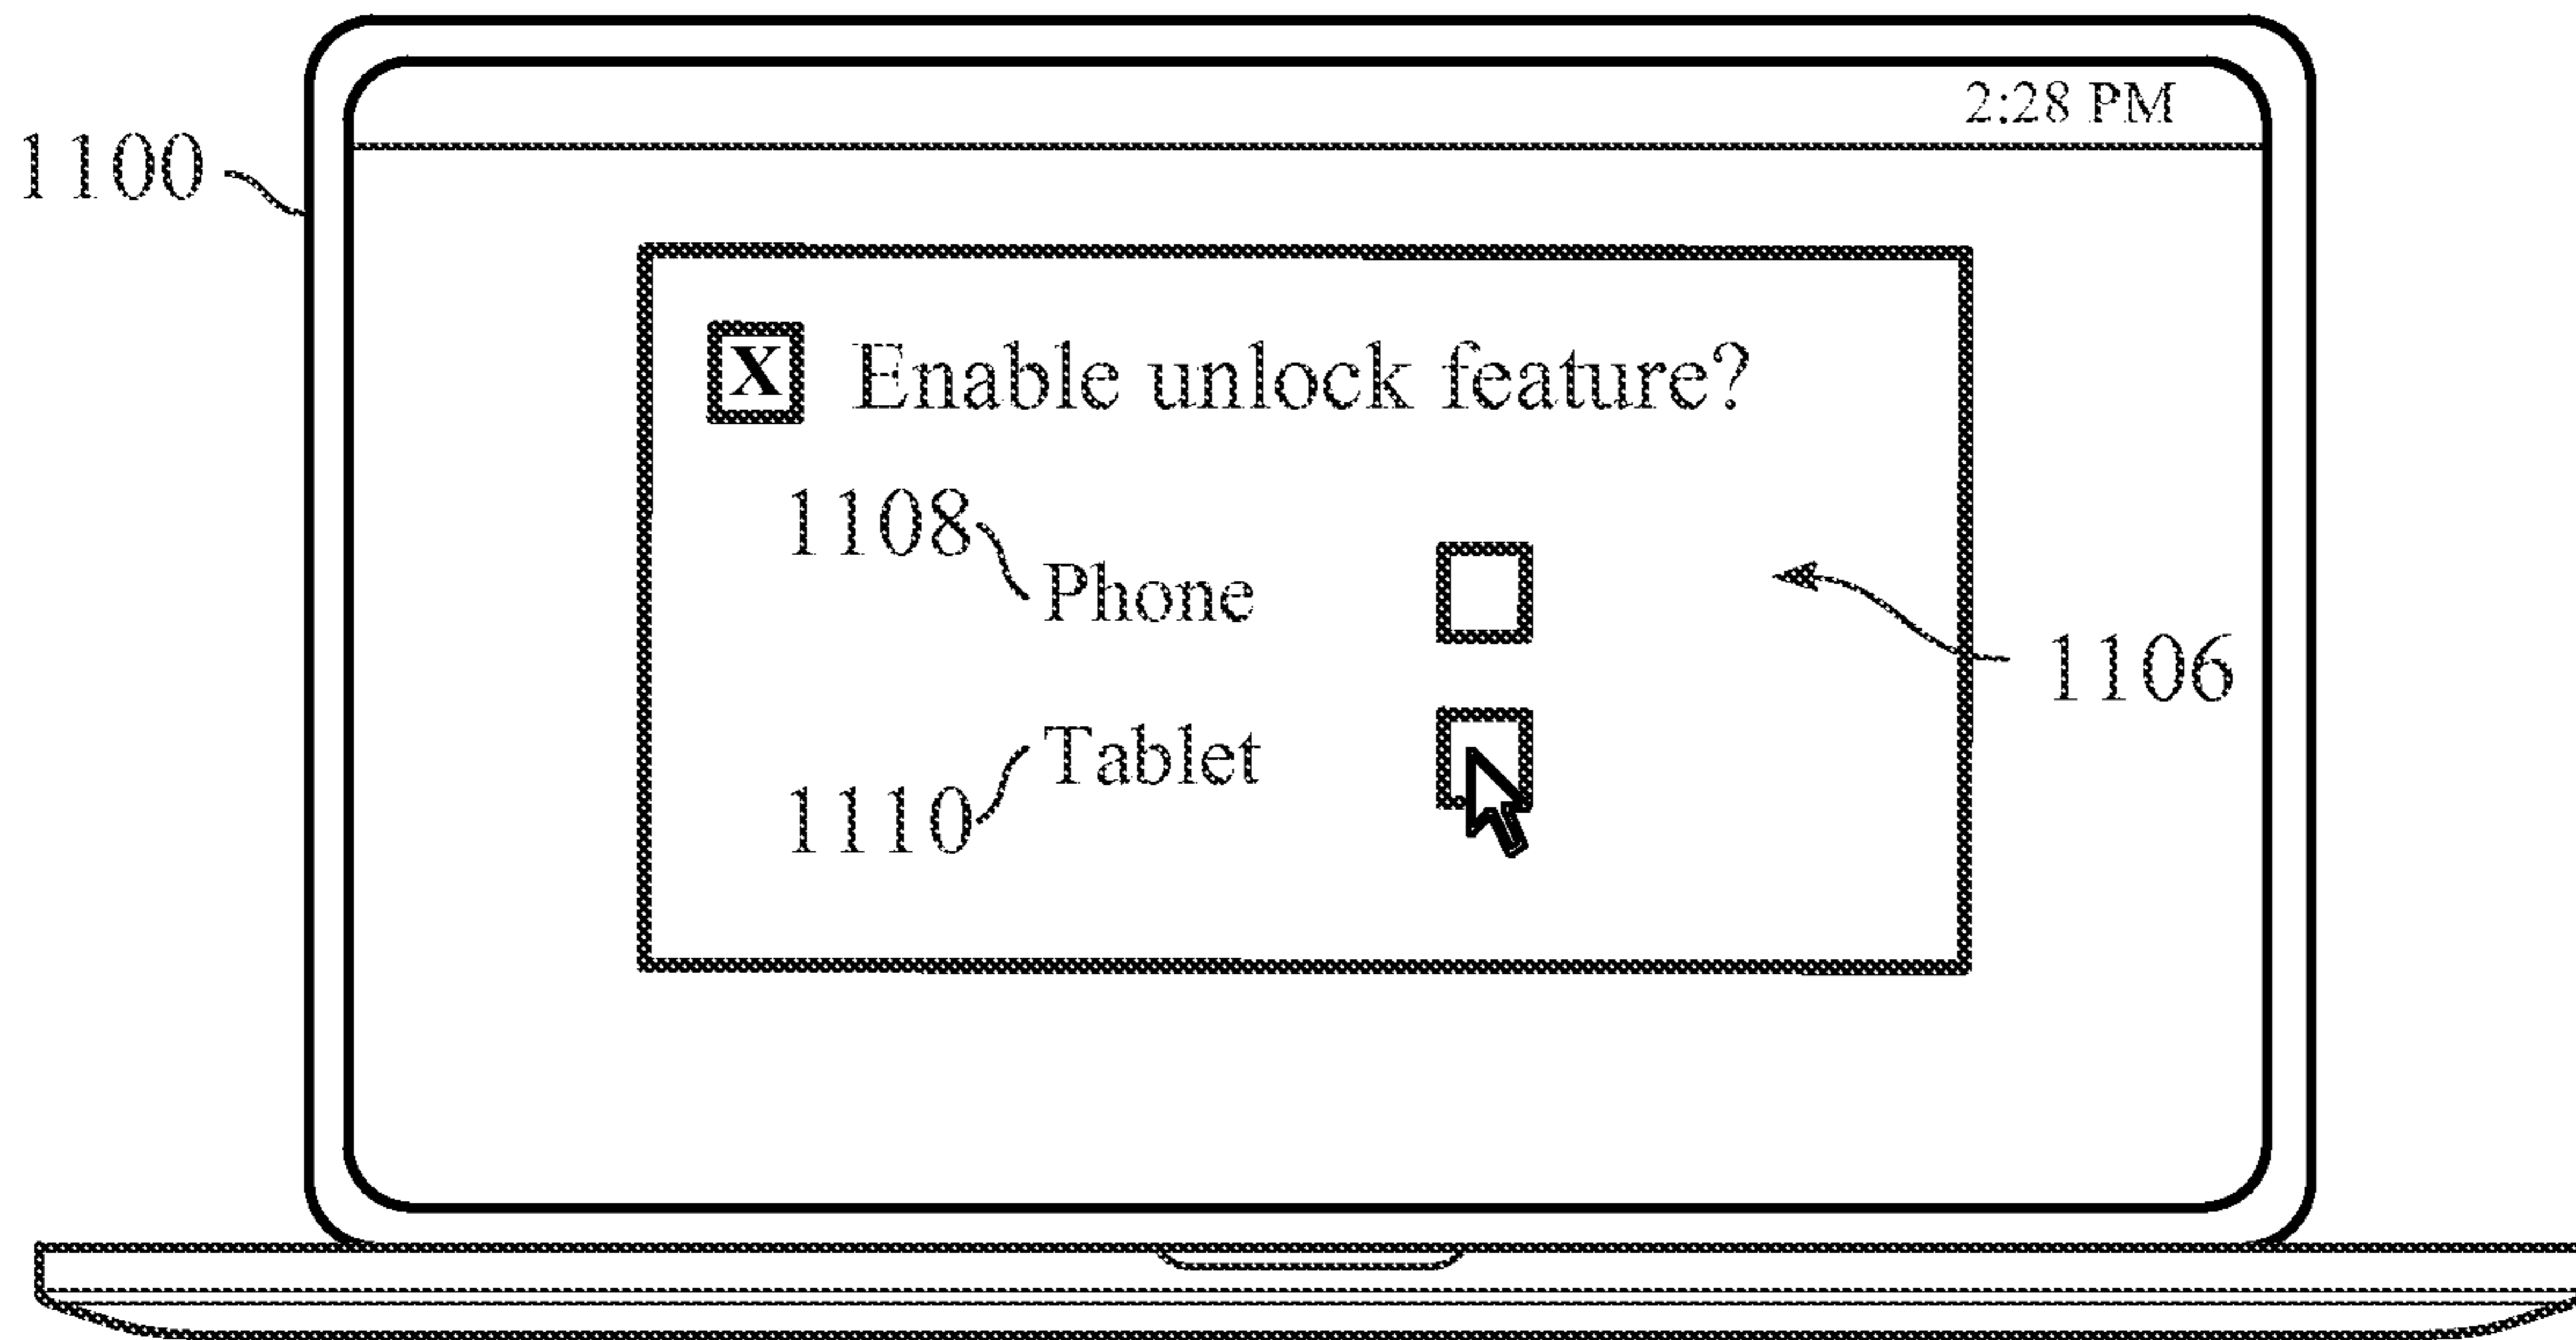 2:28 PM
1100
X Enable unlock feature?
1108
Phone
1106
Tablet
1110